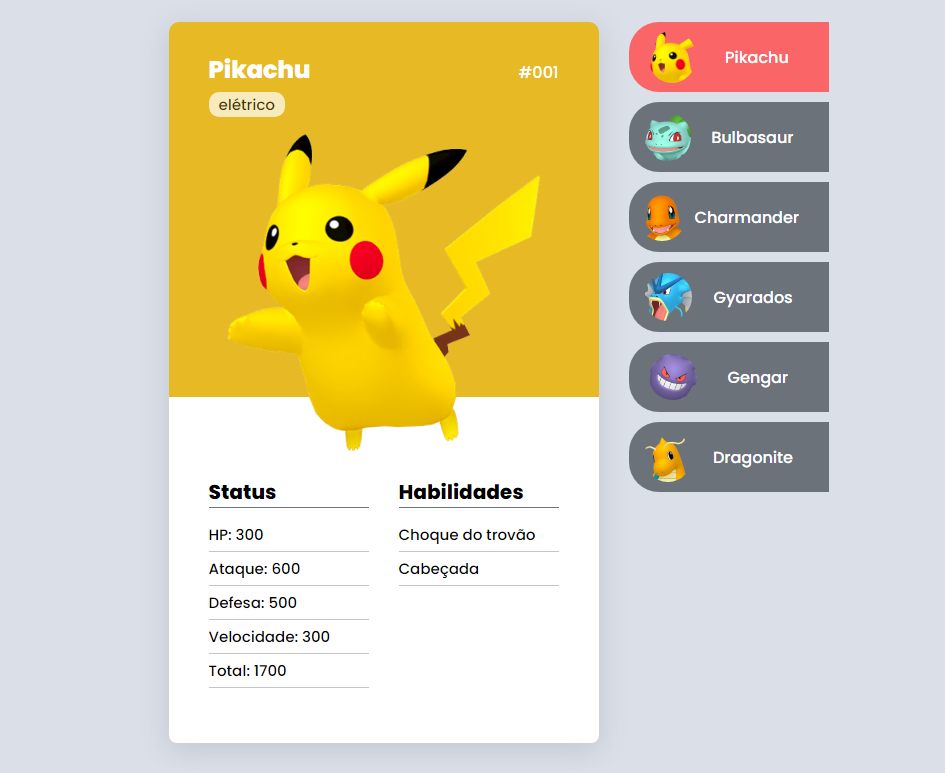 Pikachu
#001
elétrico
Status
HP: 300
Ataque: 600
Defesa: 500
Velocidade: 300
Total: 1700
Habilidades
Choque do trovão
Cabeçada
Pikachu
Bulbasaur
Charmander
Gyarados
Gengar
Dragonite